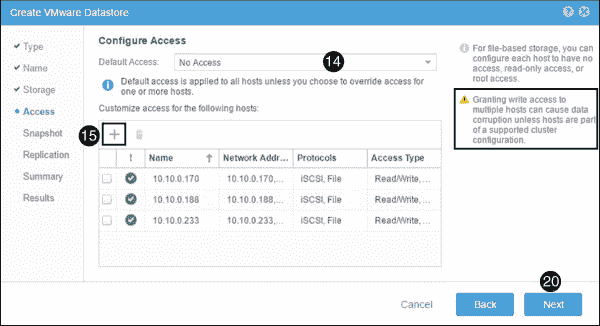 Create VMware Datastore
Type
Name
Storage
Access
Snapshot
Replication
Summary
Results
Configure Access
Default Access: No Access 14
Default access is applied to all hosts unless you choose to override access for
one or more hosts.
Customize access for the following hosts:
15
! Name Network Addr... Protocols Access Type
10.10.0.170 10.10.0.170,... iSCSI, File Read/Write, ...
10.10.0.188 10.10.0.188,... iSCSI, File Read/Write, ...
10.10.0.233 10.10.0.233,... iSCSI, File Read/Write, ...
For file-based storage, you can
configure each host to have no
access, read-only access, or
root access.
Granting write access to
multiple hosts can cause data
corruption unless hosts are part
of a supported cluster
configuration.
20
Cancel Back Next